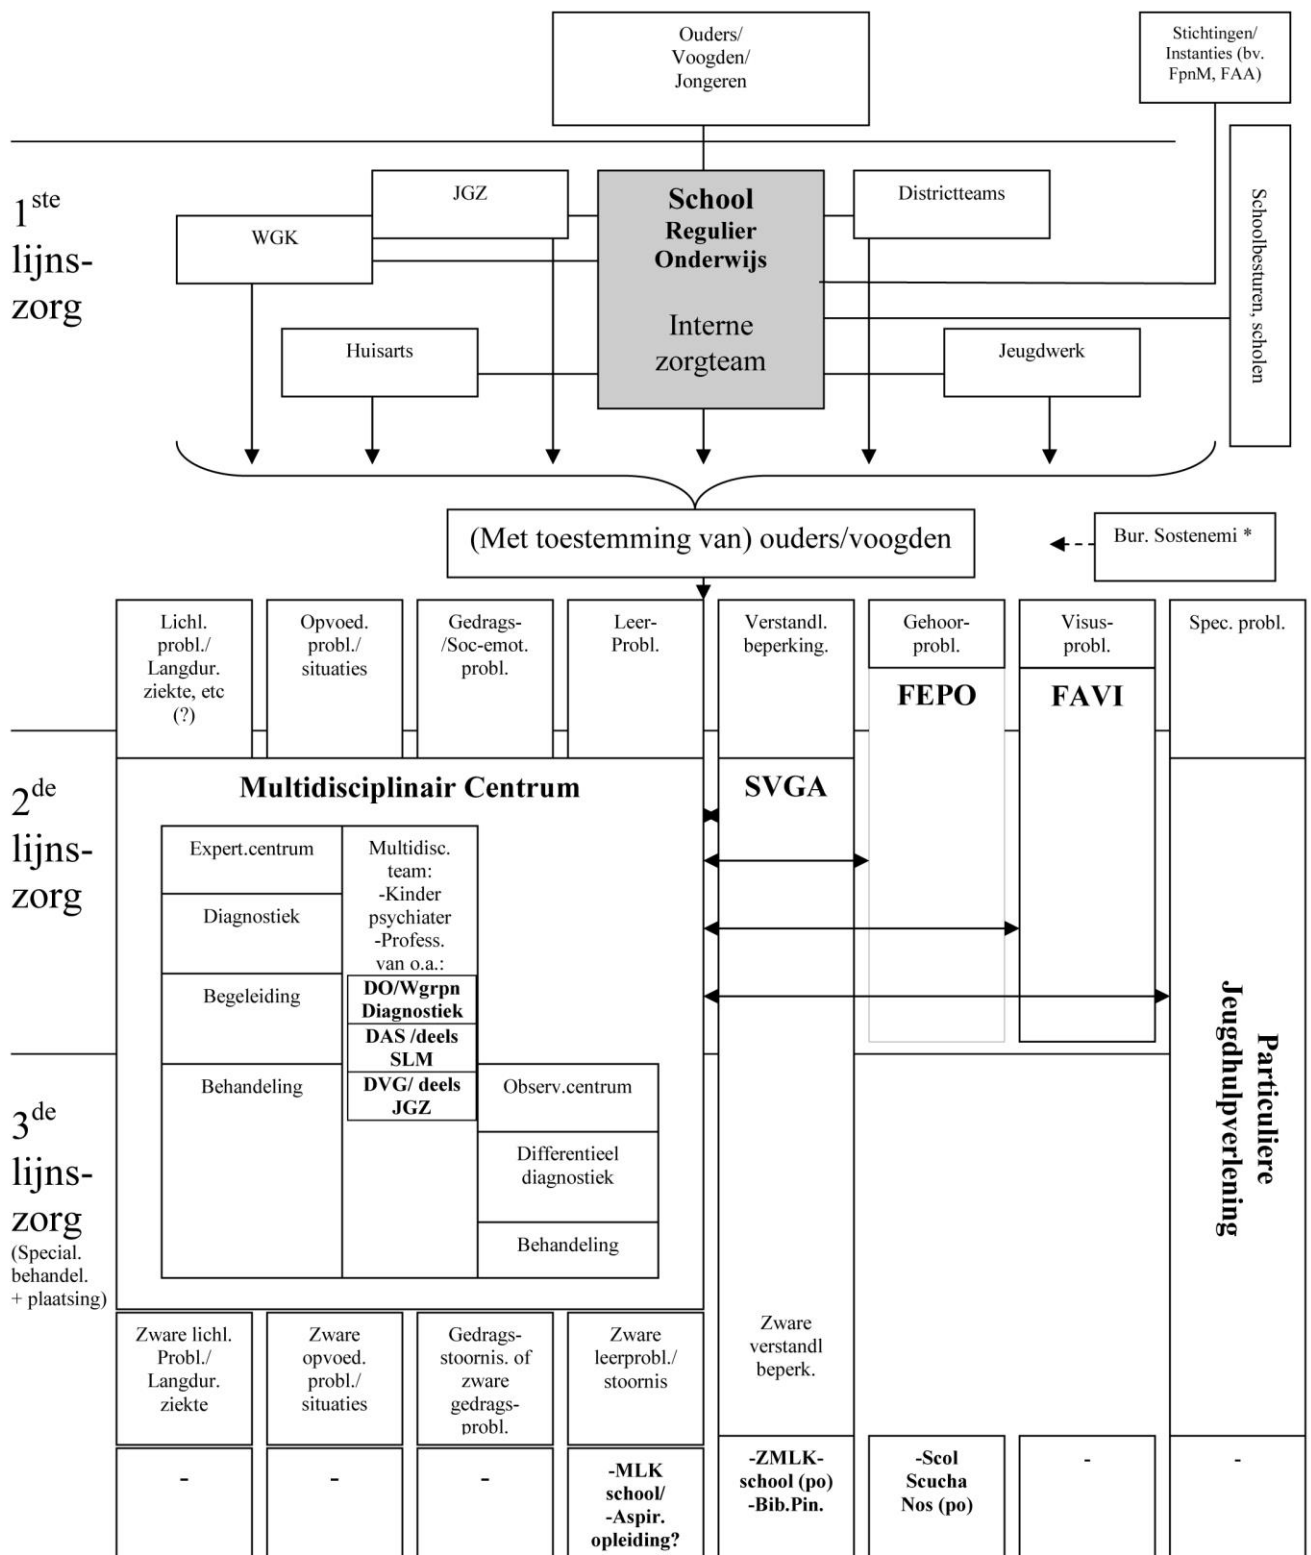 Ouders/
Voogden/
Jongeren
Stichtingen/
Instanties (bv.
FpnM, FAA)
1ste
lijns-
zorg
WGK
JGZ
School
Regulier
Onderwijs
Interne
zorgteam
Districtteams
Schoolbesturen, scholen
Huisarts
Jeugdwerk
(Met toestemming van) ouders/voogden
Bur. Sostenemi *
Lichl.
probl./
Langdur.
ziekte, etc
(?)
Opvoed.
probl./
situaties
Gedrags-
/Soc-emot.
probl.
Leer-
Probl.
Verstandl.
beperking.
Gehoor-
probl.
Visus-
probl.
Spec. probl.
FEPO
FAVI
2de
lijns-
zorg
Multidisciplinair Centrum
SVGA
Expert.centrum
Diagnostiek
Begeleiding
Behandeling
Multidisc.
team:
-Kinder
psychiater
-Profess.
van o.a.:
DO/Wgrpn
Diagnostiek
DAS /deels
SLM
DVG/ deels
JGZ
Observ.centrum
Differentieel
diagnostiek
Behandeling
Particuliere
Jeugdhulpverlening
3de
lijns-
zorg
(Special.
behandel.
+ plaatsing)
Zware lichl.
Probl./
Langdur.
ziekte
Zware
opvoed.
probl./
situaties
Gedrags-
stoornis. of
zware
gedrags-
probl.
Zware
leerprobl./
stoornis
Zware
verstandl
beperk.
-
-
-
-MLK
school/
-Aspir.
opleiding?
-ZMLK-
school (po)
-Bib.Pin.
-Scol
Scucha
Nos (po)
-
-